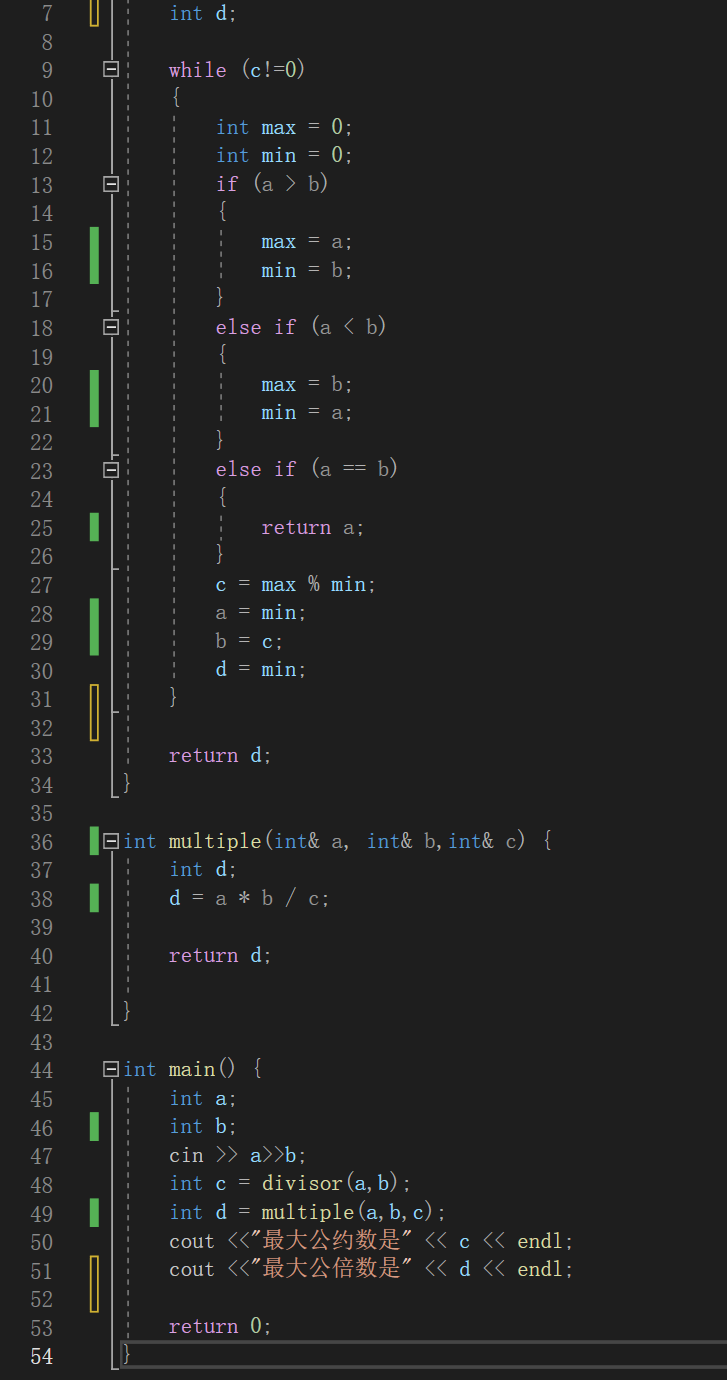 7 int d;
8
9 while (c!=0)
10 {
11 int max = 0;
12 int min = 0;
13 if (a > b)
14 {
15 max = a;
16 min = b;
17 }
18 else if (a < b)
19 {
20 max = b;
21 min = a;
22 }
23 else if (a == b)
24 {
25 return a;
26 }
27 c = max % min;
28 a = min;
29 b = c;
30 d = min;
31 }
32
33 return d;
34 }
35
36 int multiple(int& a, int& b,int& c) {
37 int d;
38 d = a * b / c;
39
40 return d;
41
42 }
43
44 int main() {
45 int a;
46 int b;
47 cin >> a>>b;
48 int c = divisor(a,b);
49 int d = multiple(a,b,c);
50 cout <<"最大公约数是" << c << endl;
51 cout <<"最大公倍数是" << d << endl;
52
53 return 0;
54 }